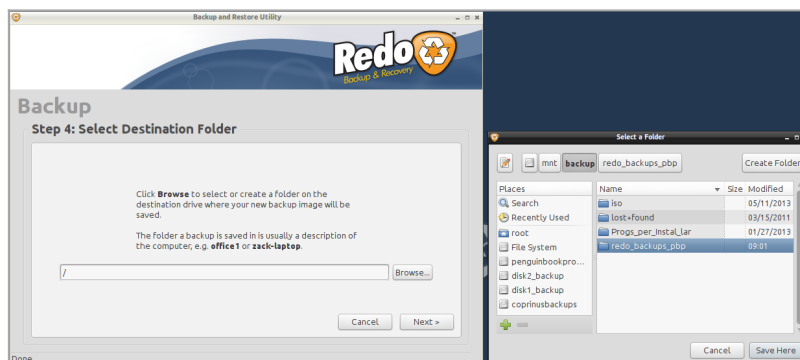 Backup and Restore Utility
Redo
Backup & Recovery
Backup
Step 4: Select Destination Folder
Click Browse to select or create a folder on the
destination drive where your new backup image will be
saved.
The folder a backup is saved in is usually a description of
the computer, e.g. office1 or zack-laptop.
/
Browse...
Cancel
Next »
Done
Select a Folder
mnt
backup
redo_backups_pbp
Create Folder
Places
Search
Recently Used
root
File System
penguinbookpro...
disk2_backup
disk1_backup
coprinusbackups
Name Size Modified
iso 05/11/2013
lost+found 03/15/2011
Progs_per_Instal_lar 01/27/2013
redo_backups_pbp 09:01
Cancel
Save Here